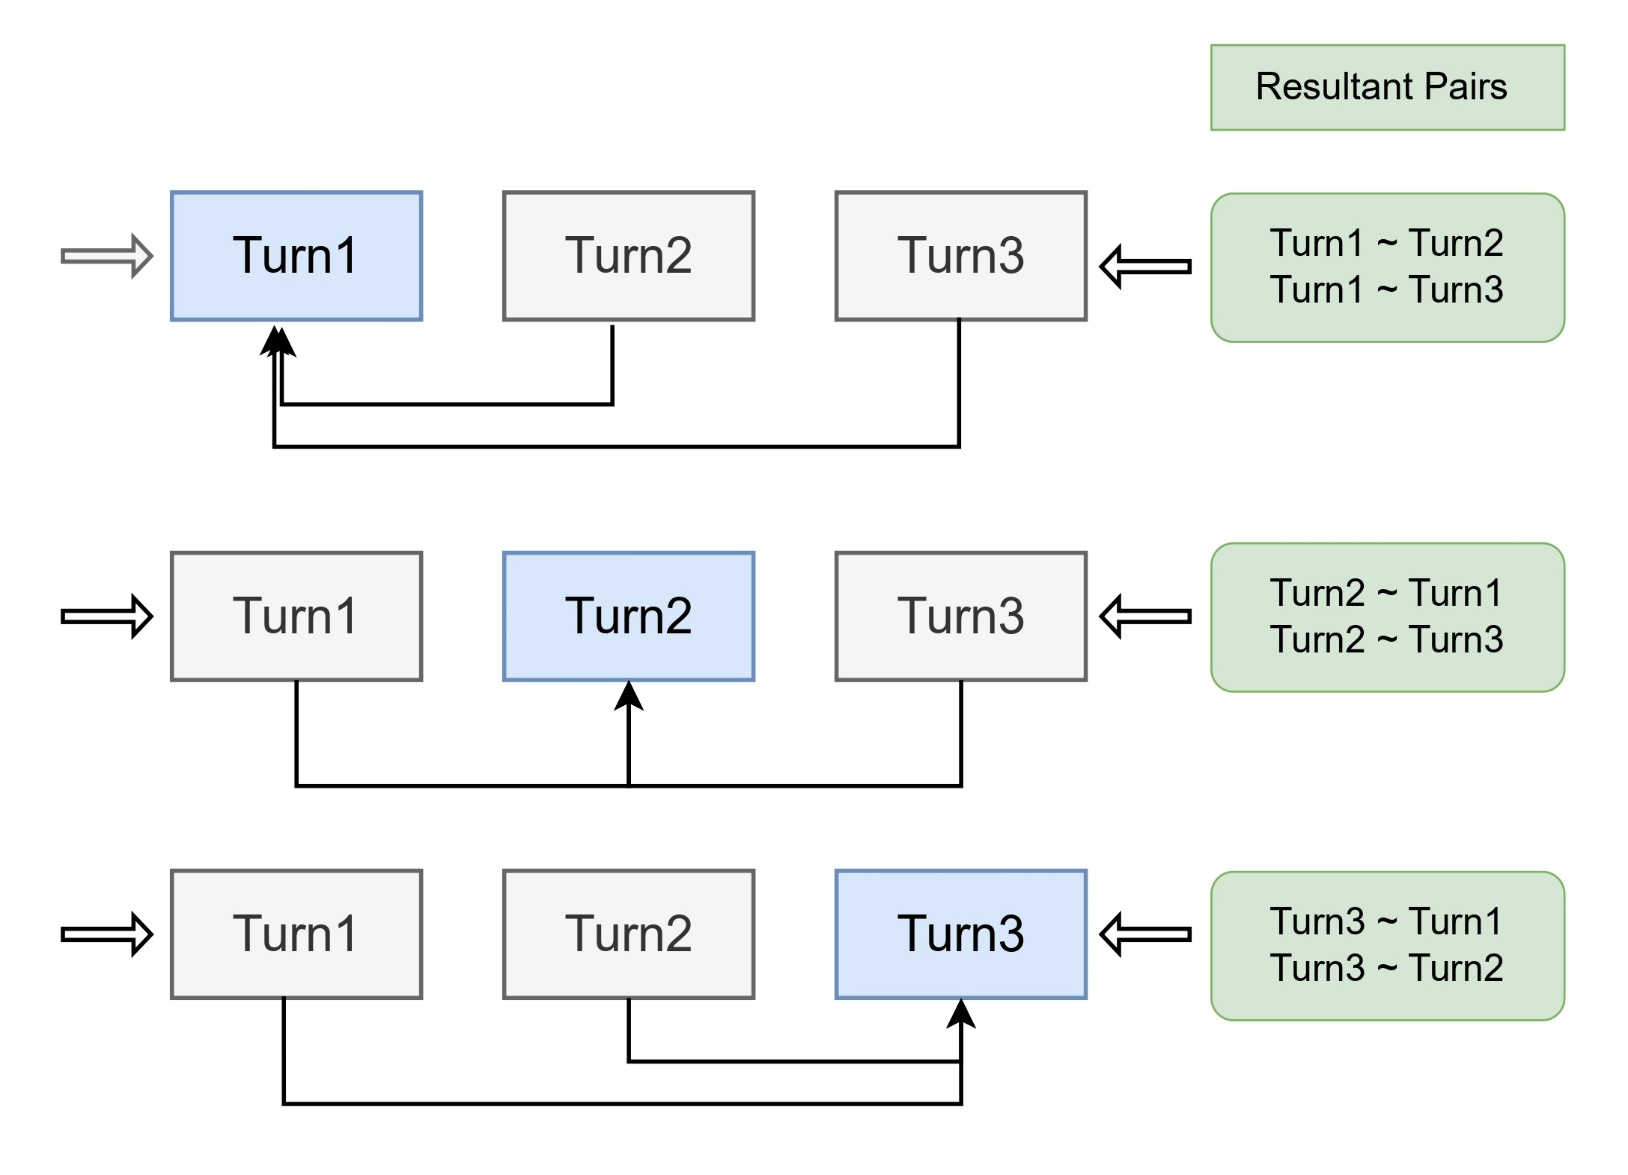 Resultant Pairs
Turn1
Turn2
Turn3
Turn1 ~ Turn2
Turn1 ~ Turn3
Turn1
Turn2
Turn3
Turn2 ~ Turn1
Turn2 ~ Turn3
Turn1
Turn2
Turn3
Turn3 ~ Turn1
Turn3 ~ Turn2